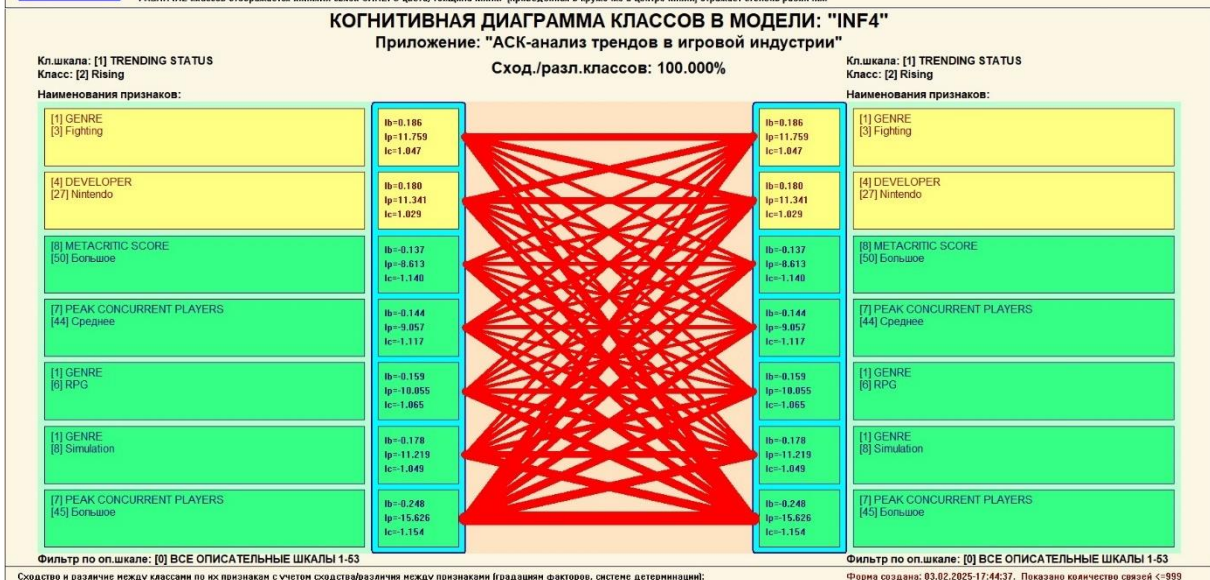 КОГНИТИВНАЯ ДИАГРАММА КЛАССОВ В МОДЕЛИ: "INF4"
Приложение: "АСК-анализ трендов в игровой индустрии"
Кл.шкала: [1] TRENDING STATUS
Класс: [2] Rising
Сход./разл.классов: 100.000%
Кл.шкала: [1] TRENDING STATUS
Класс: [2] Rising
Наименования признаков:
Наименования признаков:
[1] GENRE
[3] Fighting
Ib=0.186
Ip=11.759
Ic=1.047
Ib=0.186
Ip=11.759
Ic=1.047
[1] GENRE
[3] Fighting
[4] DEVELOPER
[27] Nintendo
Ib=0.180
Ip=11.341
Ic=1.029
Ib=0.180
Ip=11.341
Ic=1.029
[4] DEVELOPER
[27] Nintendo
[8] METACRITIC SCORE
[50] Большое
Ib=-0.137
Ip=-8.613
Ic=-1.140
Ib=-0.137
Ip=-8.613
Ic=-1.140
[8] METACRITIC SCORE
[50] Большое
[7] PEAK CONCURRENT PLAYERS
[44] Среднее
Ib=-0.144
Ip=-9.057
Ic=-1.117
Ib=-0.144
Ip=-9.057
Ic=-1.117
[7] PEAK CONCURRENT PLAYERS
[44] Среднее
[1] GENRE
[6] RPG
Ib=-0.159
Ip=-10.055
Ic=-1.065
Ib=-0.159
Ip=-10.055
Ic=-1.065
[1] GENRE
[6] RPG
[1] GENRE
[8] Simulation
Ib=-0.178
Ip=-11.219
Ic=-1.049
Ib=-0.178
Ip=-11.219
Ic=-1.049
[1] GENRE
[8] Simulation
[7] PEAK CONCURRENT PLAYERS
[45] Большое
Ib=-0.248
Ip=-15.626
Ic=-1.154
Ib=-0.248
Ip=-15.626
Ic=-1.154
[7] PEAK CONCURRENT PLAYERS
[45] Большое
Фильтр по оп.шкале: [0] ВСЕ ОПИСАТЕЛЬНЫЕ ШКАЛЫ 1-53
Фильтр по оп.шкале: [0] ВСЕ ОПИСАТЕЛЬНЫЕ ШКАЛЫ 1-53
Сходство и различие между классами по их признакам с учетом сходства/различия между признаками (градациям факторов, системе детерминации):
Форма создана: 03.02.2025-17:44:37. Показано количество связей <=999